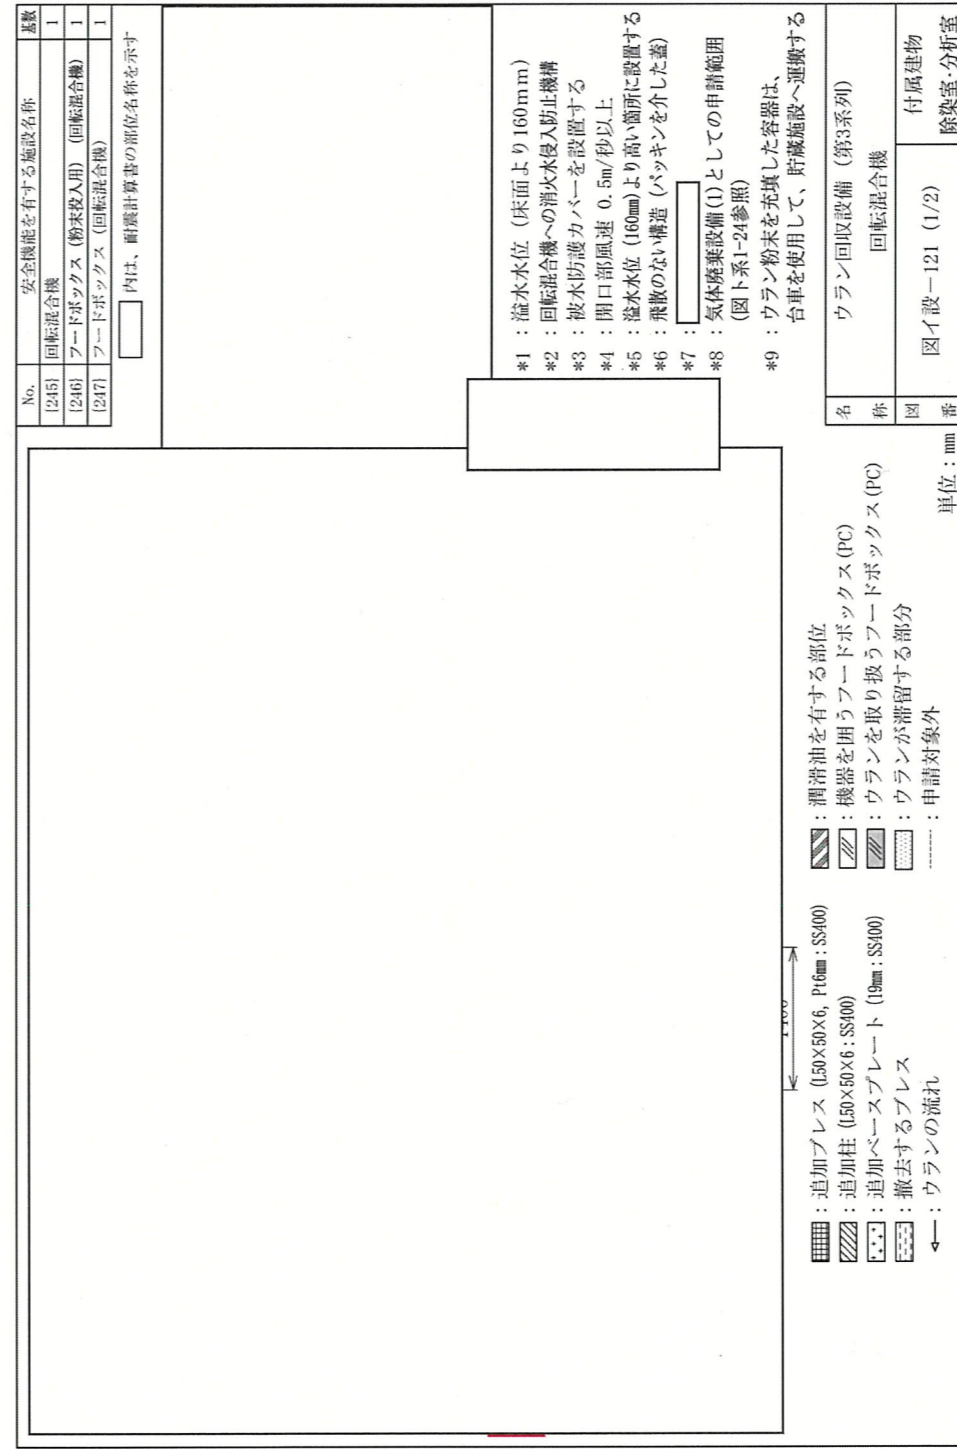 No. 安全機能を有する施設名称 基数
{245} 回転混合機 1
{246} フードボックス（粉末投入用）（回転混合機） 1
{247} フードボックス（回転混合機） 1
内は、耐震計算書の部位名称を示す
*1 : 溢水水位（床面より160mm）
*2 : 回転混合機への消火水侵入防止機構
*3 : 被水防護カバーを設置する
*4 : 開口部風速 0.5m/秒以上
*5 : 溢水水位（160mm）より高い箇所に設置する
*6 : 飛散のない構造（パッキンを介した蓋）
*7 :
*8 : 気体廃棄設備(1)としての申請範囲
(図ト系1-24参照)
*9 : ウラン粉末を充填した容器は、
台車を使用して、貯蔵施設へ運搬する
：追加ブレス（L50×50×6, Pt6mm：SS400）
：追加柱（L50×50×6：SS400）
：追加ベースプレート（19mm：SS400）
：撤去するブレス
：ウランの流れ
：潤滑油を有する部位
：機器を囲うフードボックス(PC)
：ウランを取り扱うフードボックス(PC)
：ウランが滞留する部分
：申請対象外
単位：mm
名称 ウラン回収設備（第3系列）
回転混合機
図番 図イ設－121（1/2） 付属建物
除染室・分析室